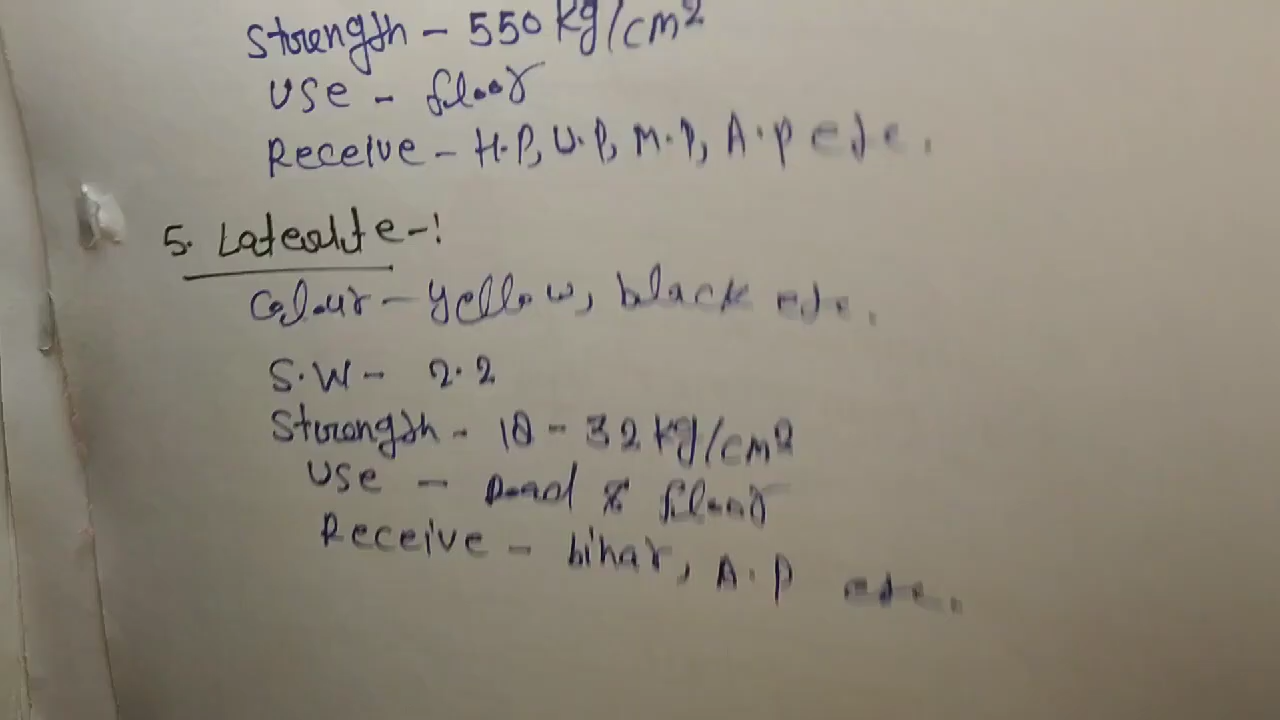 Strength - 550 kg/cm²
Use - floor
Receive - H.P, U.P, M.P, A.P etc.
5. Laterite -:
Colour - yellow, black etc.
S.W - 2.2
Strength - 18 - 32 kg/cm²
Use - Road & floor
Receive - bihar, A.P etc.